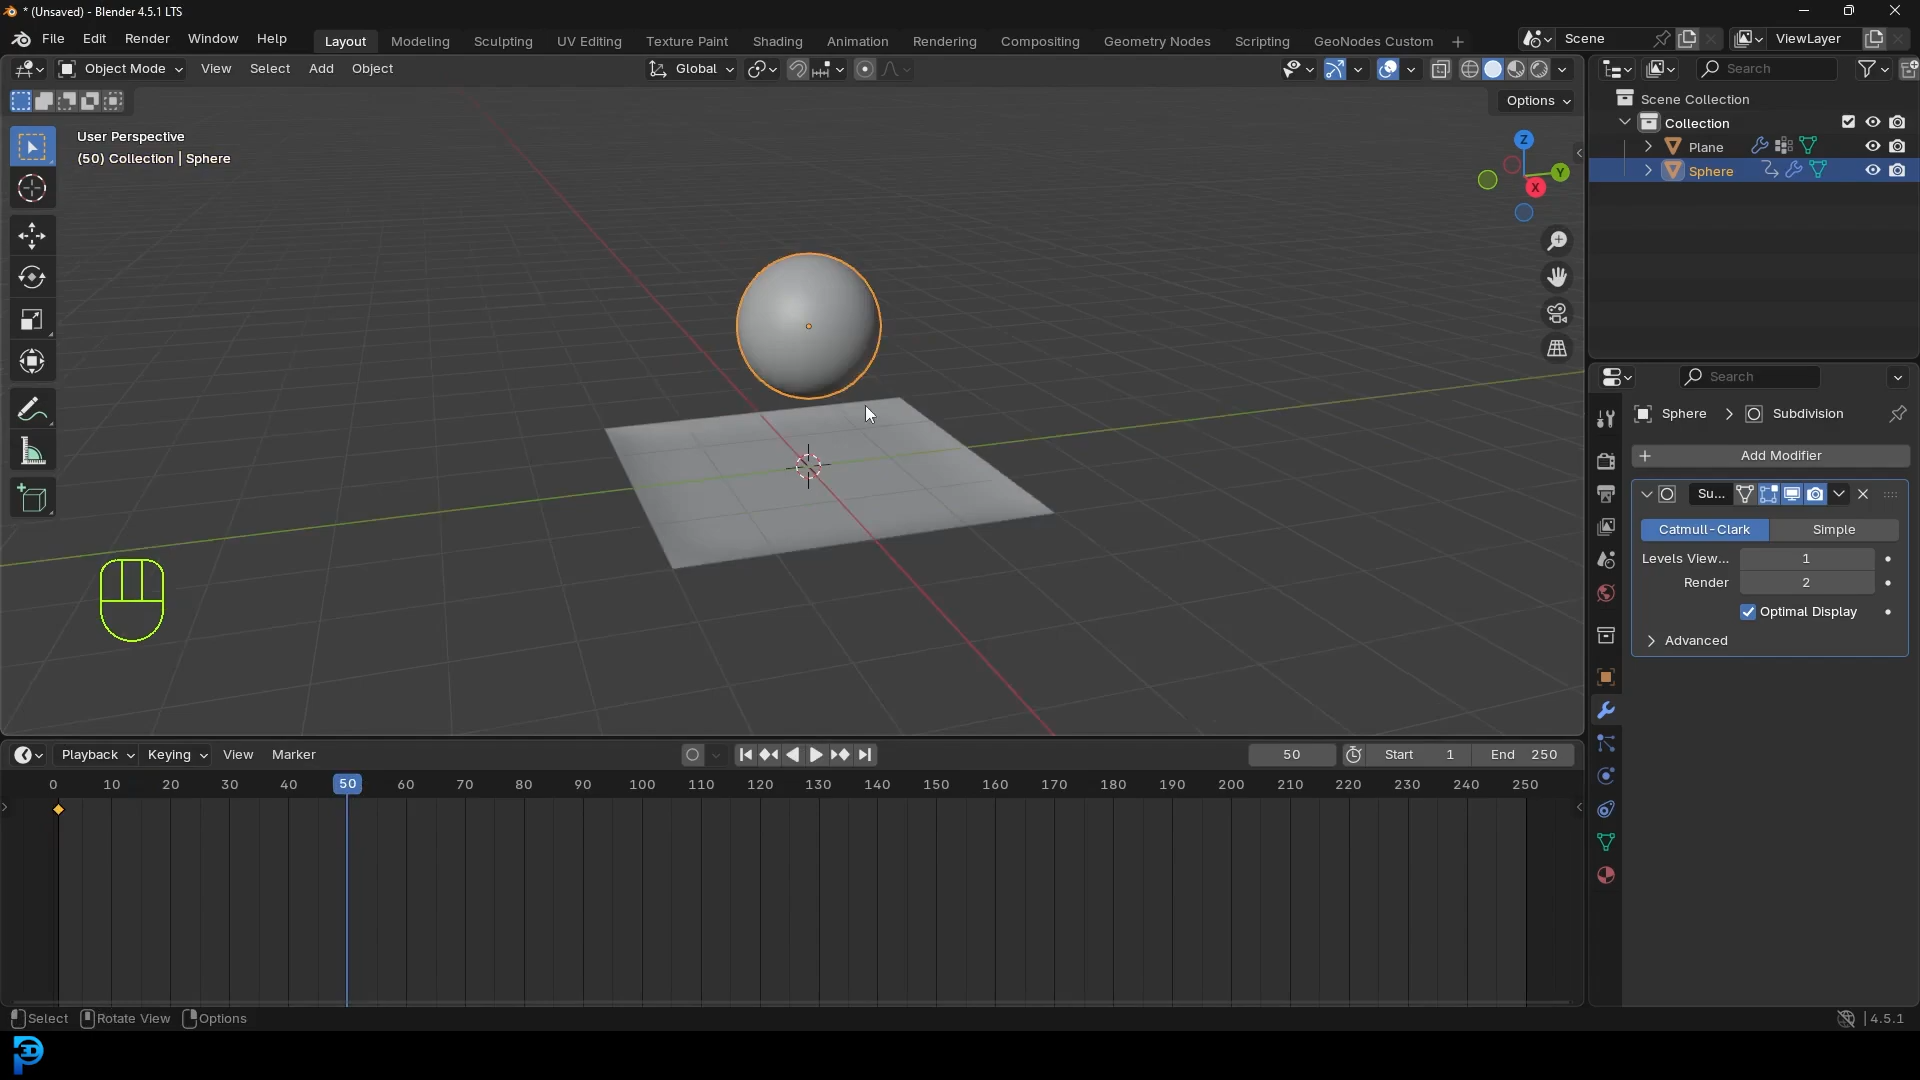 * (Unsaved) - Blender 4.5.1 LTS
File Edit Render Window Help Layout Modeling Sculpting UV Editing Texture Paint Shading Animation Rendering Compositing Geometry Nodes Scripting GeoNodes Custom + Scene ViewLayer
Object Mode View Select Add Object Global Search
Options
User Perspective
(50) Collection | Sphere
Z
Y
X
Scene Collection
Collection
Plane
Sphere
Search
Sphere > Subdivision
+ Add Modifier
Su...
Catmull-Clark Simple
Levels View... 1
Render 2
Optimal Display
Advanced
Playback Keying View Marker 50 Start 1 End 250
0 10 20 30 40 50 60 70 80 90 100 110 120 130 140 150 160 170 180 190 200 210 220 230 240 250
Select Rotate View Options | 4.5.1
3D